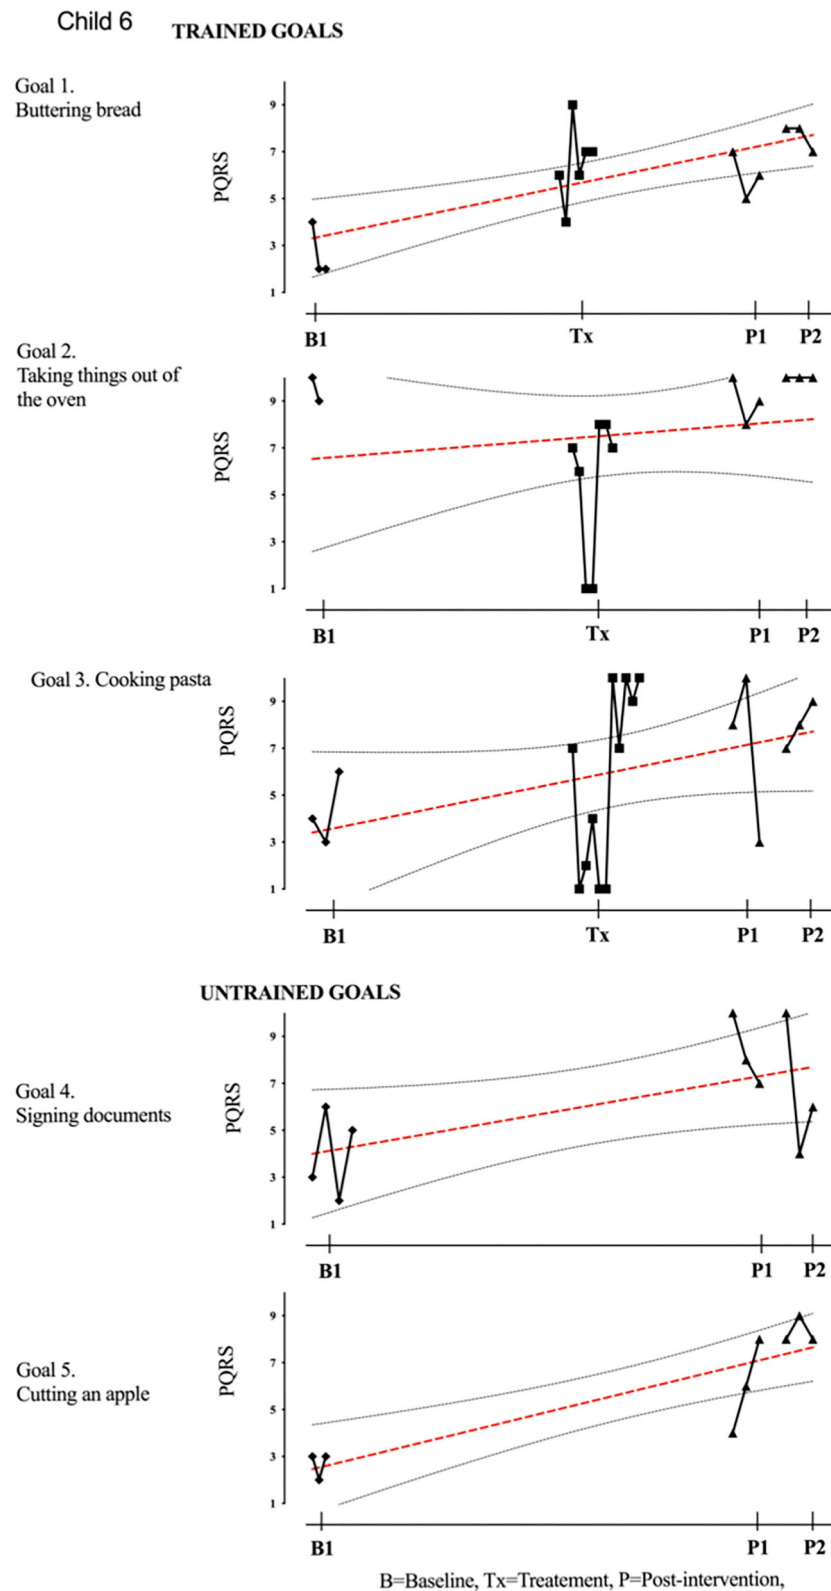 Child 6
TRAINED GOALS
Goal 1.
Buttering bread
PQRS
9
7
5
3
1
B1 Tx P1 P2
Goal 2.
Taking things out of
the oven
PQRS
9
7
5
3
1
B1 Tx P1 P2
Goal 3. Cooking pasta
PQRS
9
7
5
3
1
B1 Tx P1 P2
UNTRAINED GOALS
Goal 4.
Signing documents
PQRS
9
7
5
3
1
B1 P1 P2
Goal 5.
Cutting an apple
PQRS
9
7
5
3
1
B1 P1 P2
B=Baseline, Tx=Treatement, P=Post-intervention,